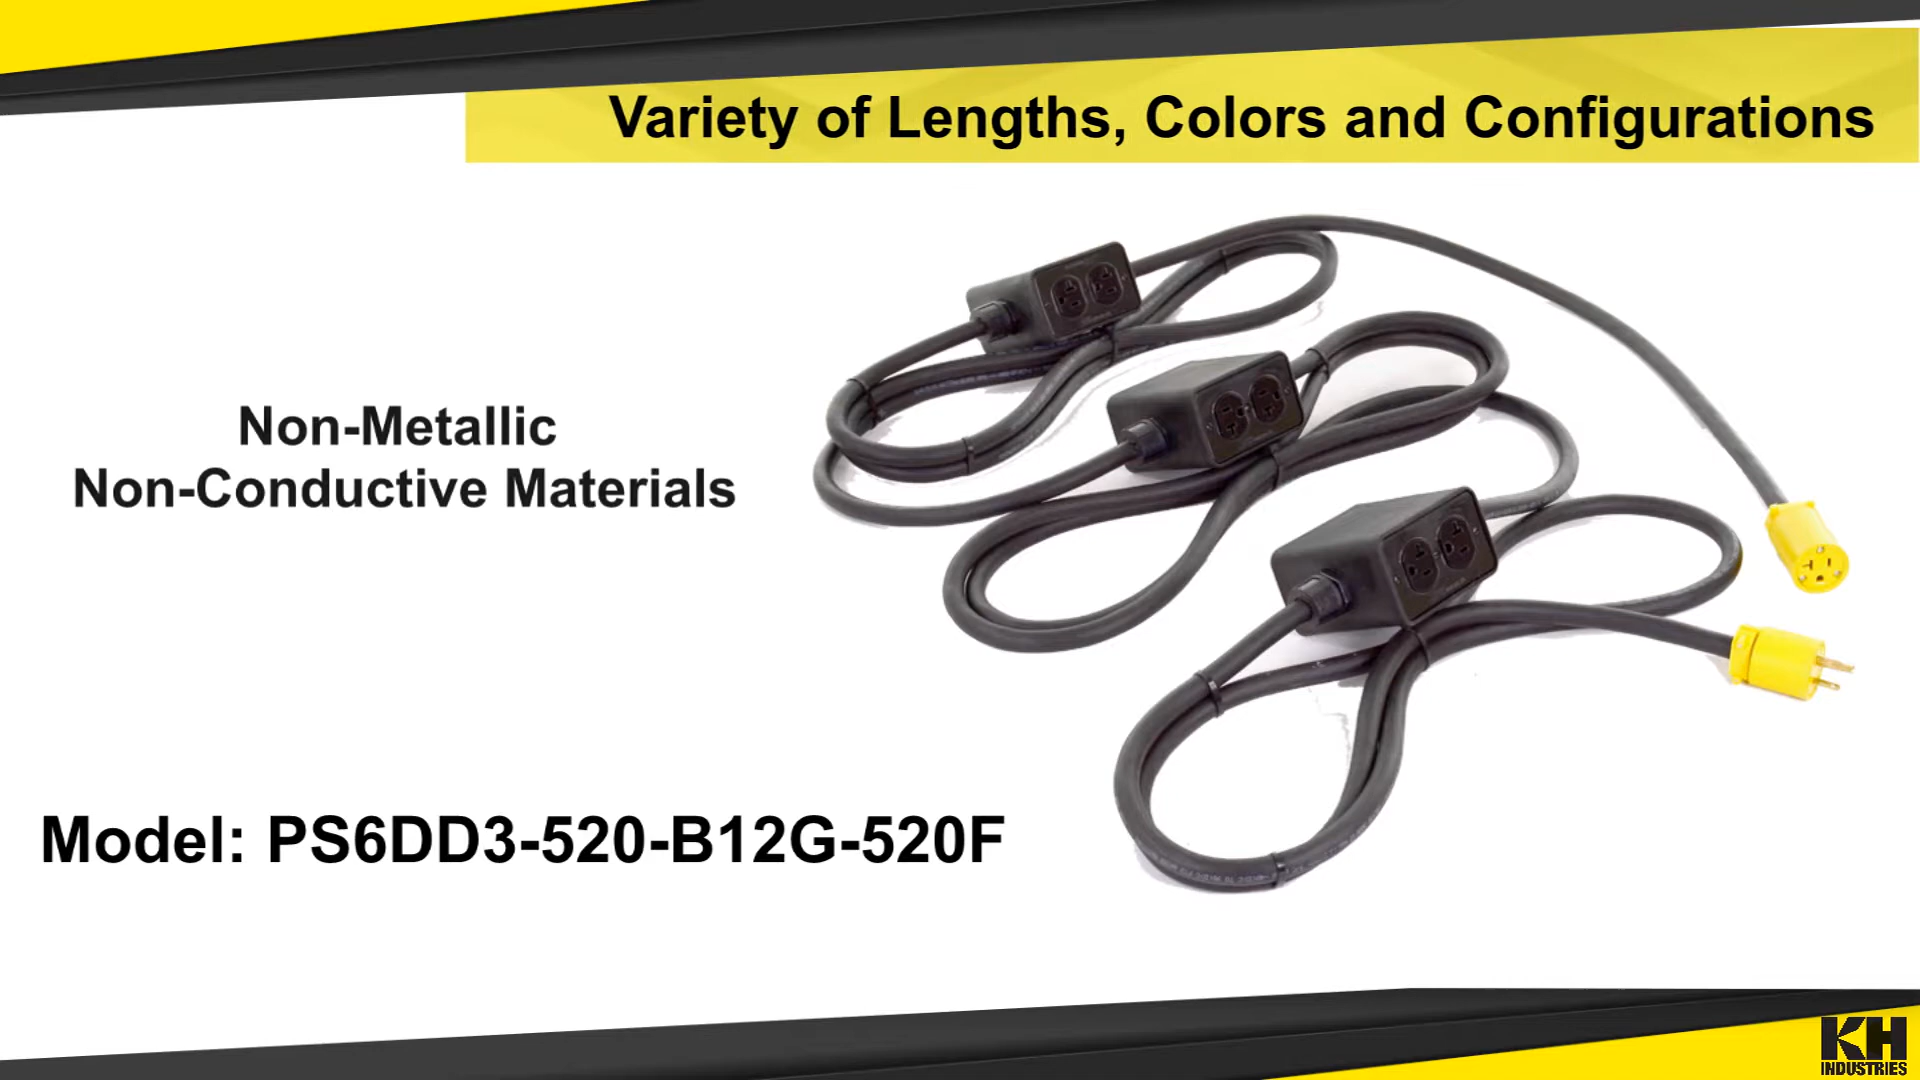 Variety of Lengths, Colors and Configurations
Non-Metallic
Non-Conductive Materials
Model: PS6DD3-520-B12G-520F
KH
INDUSTRIES